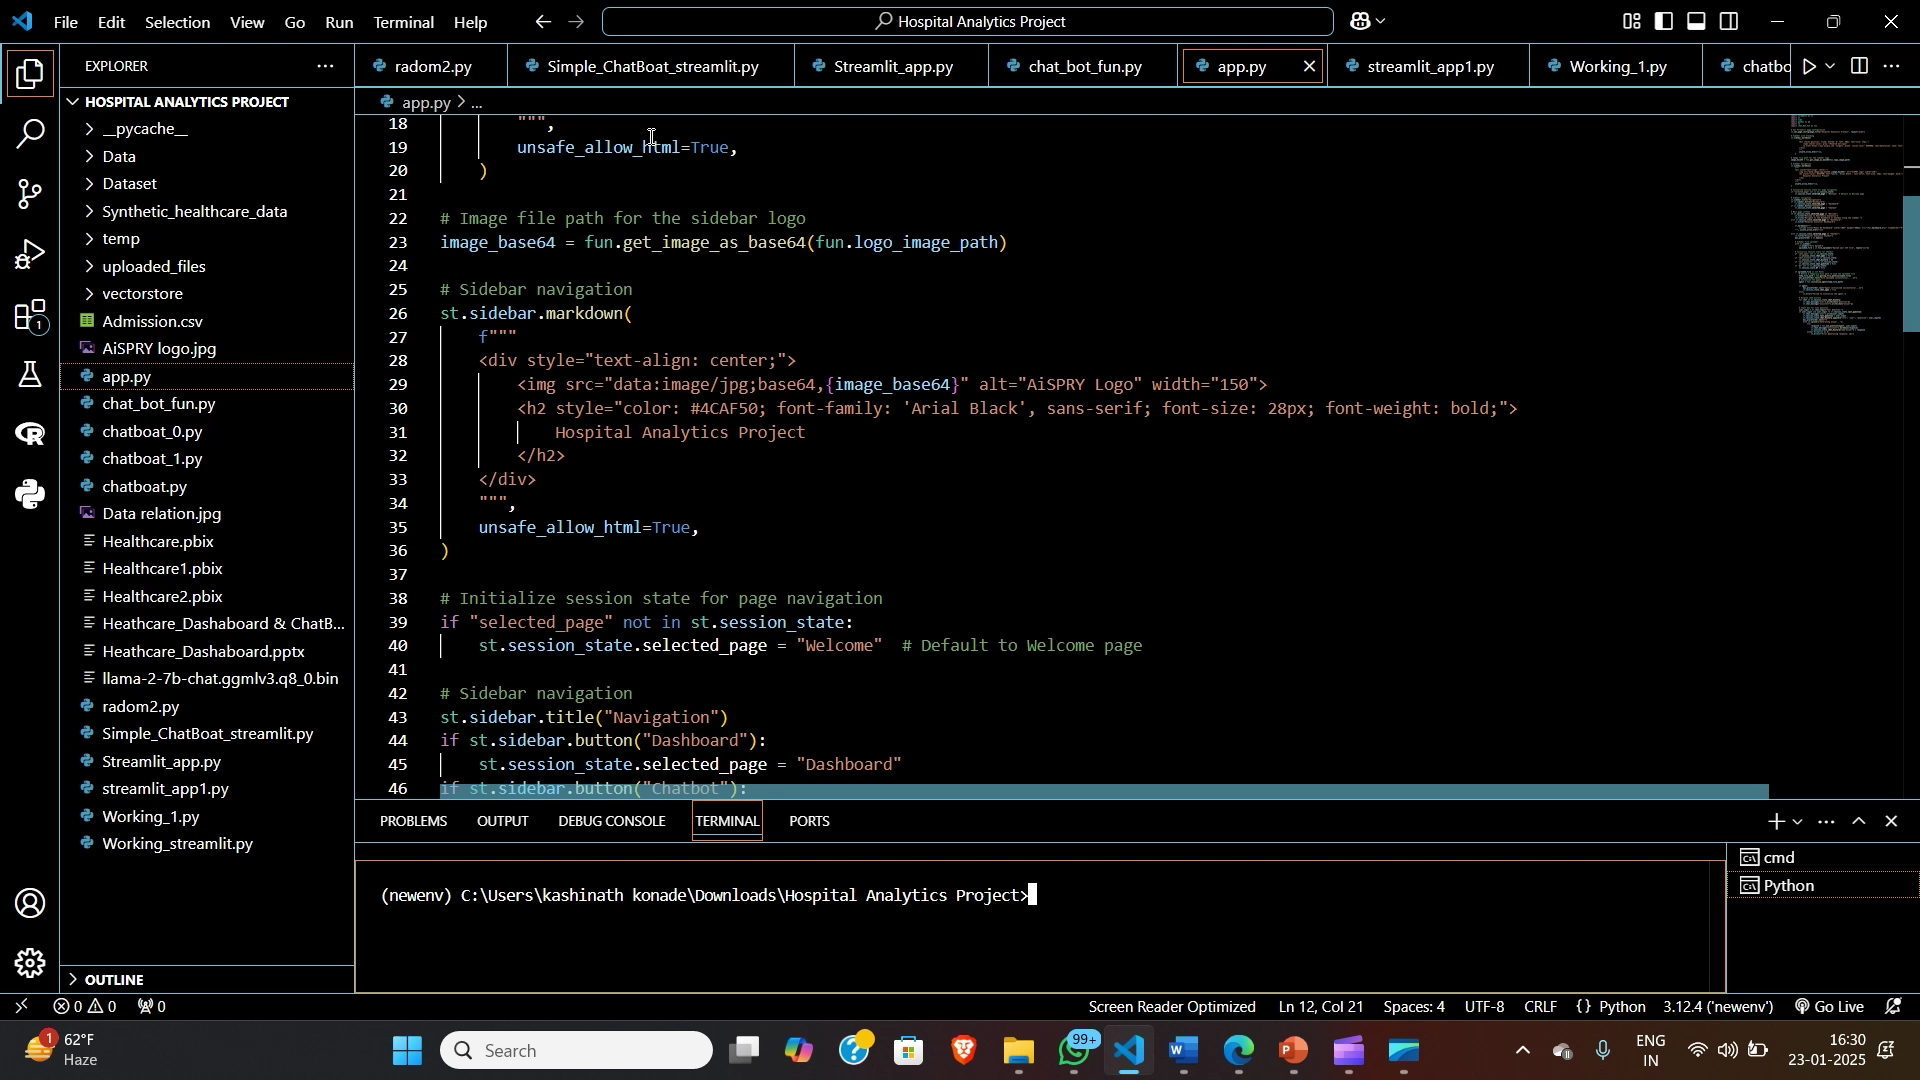 File Edit Selection View Go Run Terminal Help
Hospital Analytics Project
EXPLORER
HOSPITAL ANALYTICS PROJECT
__pycache__
Data
Dataset
Synthetic_healthcare_data
temp
uploaded_files
vectorstore
Admission.csv
AiSPRY logo.jpg
app.py
chat_bot_fun.py
chatboat_0.py
chatboat_1.py
chatboat.py
Data relation.jpg
Healthcare.pbix
Healthcare1.pbix
Healthcare2.pbix
Heathcare_Dashaboard & ChatB...
Heathcare_Dashaboard.pptx
llama-2-7b-chat.ggmlv3.q8_0.bin
radom2.py
Simple_ChatBoat_streamlit.py
Streamlit_app.py
streamlit_app1.py
Working_1.py
Working_streamlit.py
OUTLINE
1
radom2.py Simple_ChatBoat_streamlit.py Streamlit_app.py chat_bot_fun.py app.py streamlit_app1.py Working_1.py chatbo
app.py > ...
18 """,
19 unsafe_allow_html=True,
20 )
21
22 # Image file path for the sidebar logo
23 image_base64 = fun.get_image_as_base64(fun.logo_image_path)
24
25 # Sidebar navigation
26 st.sidebar.markdown(
27 f"""
28 <div style="text-align: center;">
29 <img src="data:image/jpg;base64,{image_base64}" alt="AiSPRY Logo" width="150">
30 <h2 style="color: #4CAF50; font-family: 'Arial Black', sans-serif; font-size: 28px; font-weight: bold;">
31 Hospital Analytics Project
32 </h2>
33 </div>
34 """,
35 unsafe_allow_html=True,
36 )
37
38 # Initialize session state for page navigation
39 if "selected_page" not in st.session_state:
40 st.session_state.selected_page = "Welcome" # Default to Welcome page
41
42 # Sidebar navigation
43 st.sidebar.title("Navigation")
44 if st.sidebar.button("Dashboard"):
45 st.session_state.selected_page = "Dashboard"
46 if st.sidebar.button("Chatbot"):
PROBLEMS OUTPUT DEBUG CONSOLE TERMINAL PORTS
(newenv) C:\Users\kashinath konade\Downloads\Hospital Analytics Project>
cmd
Python
0 0 0
Screen Reader Optimized Ln 12, Col 21 Spaces: 4 UTF-8 CRLF {} Python 3.12.4 ('newenv') Go Live
1
62°F
Haze
Search
99+
ENG
IN
16:30
23-01-2025